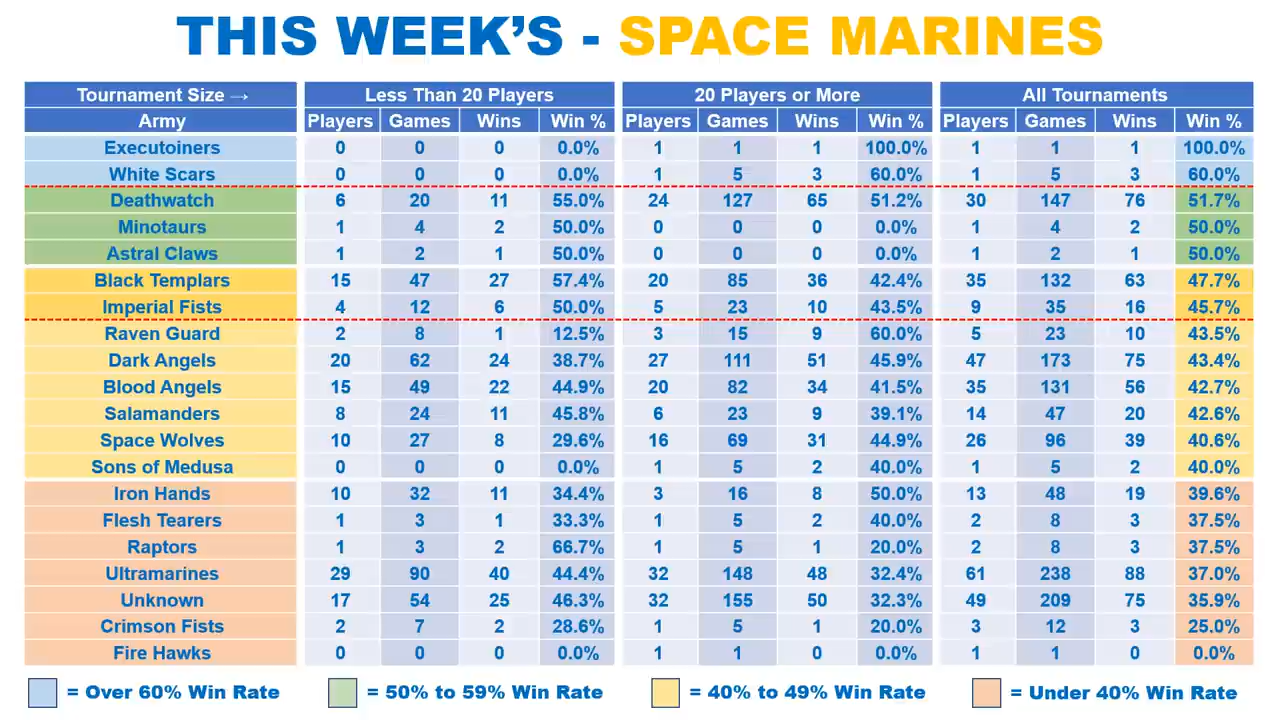 THIS WEEK'S - SPACE MARINES
Tournament Size → Less Than 20 Players 20 Players or More All Tournaments
Army Players Games Wins Win % Players Games Wins Win % Players Games Wins Win %
Executoiners 0 0 0 0.0% 1 1 1 100.0% 1 1 1 100.0%
White Scars 0 0 0 0.0% 1 5 3 60.0% 1 5 3 60.0%
Deathwatch 6 20 11 55.0% 24 127 65 51.2% 30 147 76 51.7%
Minotaurs 1 4 2 50.0% 0 0 0 0.0% 1 4 2 50.0%
Astral Claws 1 2 1 50.0% 0 0 0 0.0% 1 2 1 50.0%
Black Templars 15 47 27 57.4% 20 85 36 42.4% 35 132 63 47.7%
Imperial Fists 4 12 6 50.0% 5 23 10 43.5% 9 35 16 45.7%
Raven Guard 2 8 1 12.5% 3 15 9 60.0% 5 23 10 43.5%
Dark Angels 20 62 24 38.7% 27 111 51 45.9% 47 173 75 43.4%
Blood Angels 15 49 22 44.9% 20 82 34 41.5% 35 131 56 42.7%
Salamanders 8 24 11 45.8% 6 23 9 39.1% 14 47 20 42.6%
Space Wolves 10 27 8 29.6% 16 69 31 44.9% 26 96 39 40.6%
Sons of Medusa 0 0 0 0.0% 1 5 2 40.0% 1 5 2 40.0%
Iron Hands 10 32 11 34.4% 3 16 8 50.0% 13 48 19 39.6%
Flesh Tearers 1 3 1 33.3% 1 5 2 40.0% 2 8 3 37.5%
Raptors 1 3 2 66.7% 1 5 1 20.0% 2 8 3 37.5%
Ultramarines 29 90 40 44.4% 32 148 48 32.4% 61 238 88 37.0%
Unknown 17 54 25 46.3% 32 155 50 32.3% 49 209 75 35.9%
Crimson Fists 2 7 2 28.6% 1 5 1 20.0% 3 12 3 25.0%
Fire Hawks 0 0 0 0.0% 1 1 0 0.0% 1 1 0 0.0%
= Over 60% Win Rate = 50% to 59% Win Rate = 40% to 49% Win Rate = Under 40% Win Rate